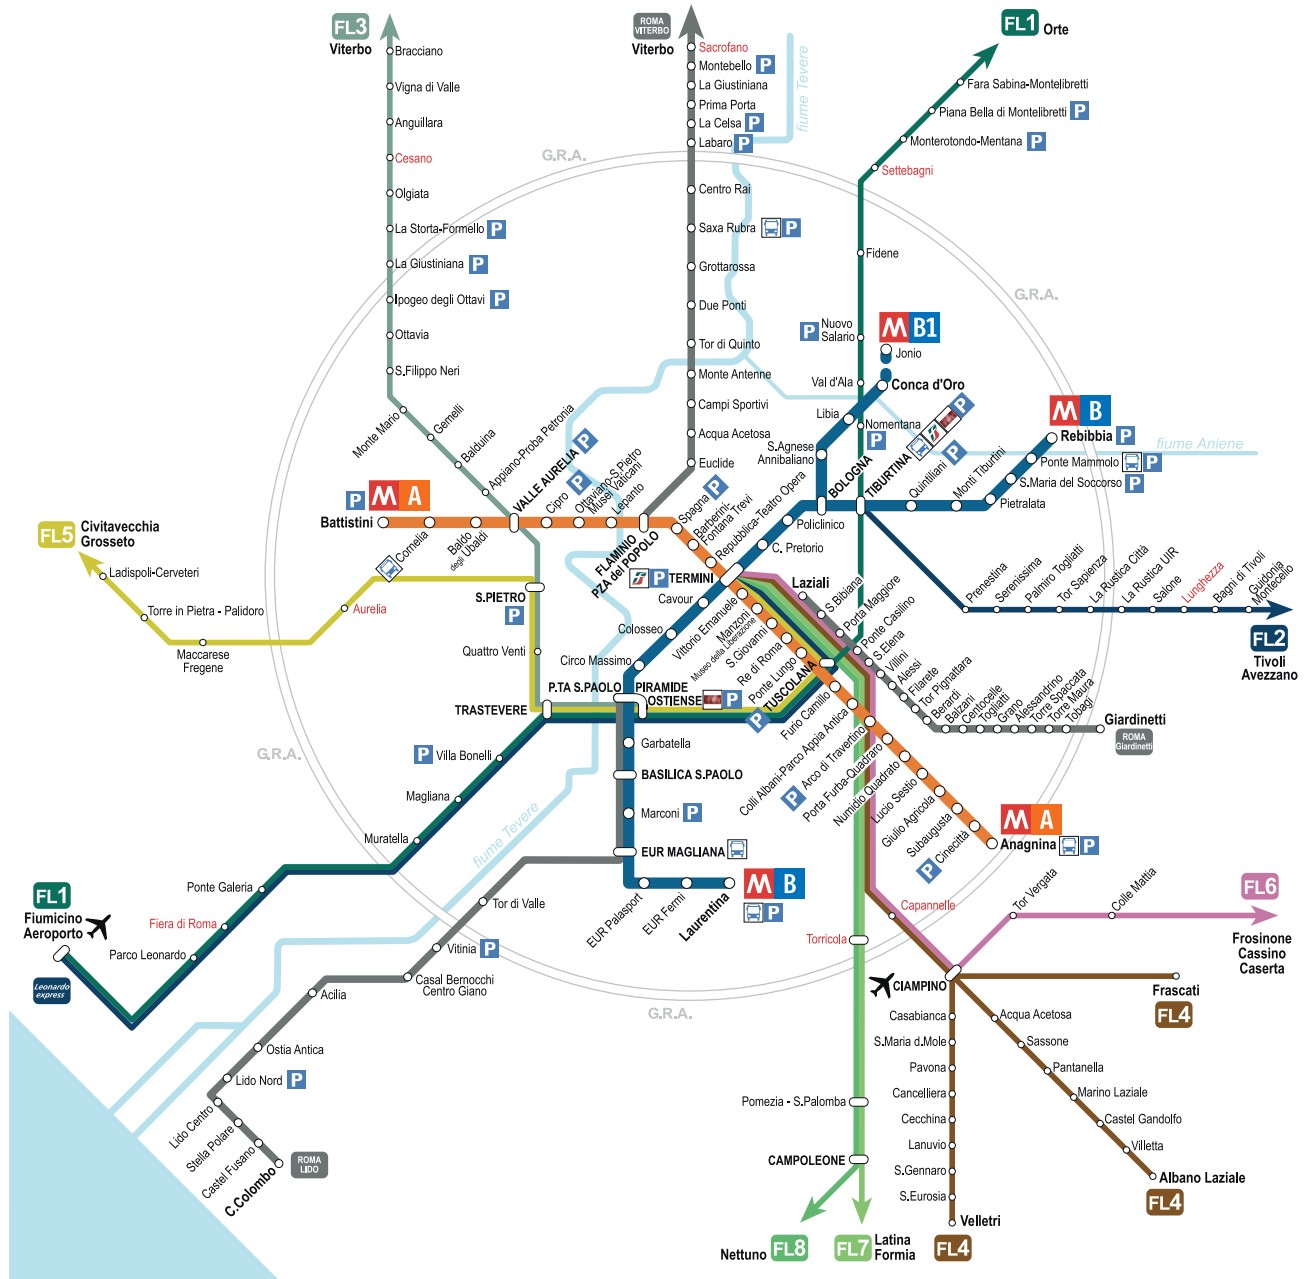 FL3
Viterbo
Bracciano
Vigna di Valle
Anguillara
Cesano
Olgiata
La Storta-Formello P
La Giustiniana P
Ipogeo degli Ottavi P
Ottavia
S.Filippo Neri
Monte Mario
Gemelli
Balduina
Appiano-Proba Petronia
VALLE AURELIA P
ROMA
VITERBO
Viterbo
Sacrofano
Montebello P
La Giustiniana
Prima Porta
La Celsa P
Labaro P
Centro Rai
Saxa Rubra P
Grottarossa
Due Ponti
Tor di Quinto
Monte Antenne
Campi Sportivi
Acqua Acetosa
Euclide
fiume Tevere
G.R.A.
G.R.A.
G.R.A.
G.R.A.
FL1 Orte
Fara Sabina-Montelibretti
Piana Bella di Montelibretti P
Monterotondo-Mentana P
Settebagni
Fidene
P Nuovo
Salario
Val d'Ala
Nomentana
P
M B1
Jonio
Conca d'Oro
Libia
S.Agnese
Annibaliano
BOLOGNA
TIBURTINA
P
M B
Rebibbia P
fiume Aniene
Ponte Mammolo P
S.Maria del Soccorso P
Pietralata
Monti Tiburtini
Quintiliani P
Policlinico
C. Pretorio
P M A
Battistini
Cornelia
Baldo
degli Ubaldi
Cipro P
Ottaviano-S.Pietro
Musei Vaticani
Lepanto
FLAMINIO
PZA del POPOLO
Spagna P
Barberini-
Fontana Trevi
Repubblica-Teatro Opera
P TERMINI
Cavour
Colosseo
Circo Massimo
Vittorio Emanuele
Manzoni
Museo della Liberazione
S.Giovanni
Re di Roma
Ponte Lungo
P TUSCOLANA
Furio Camillo
Colli Albani-Parco Appia Antica
P Arco di Travertino
Porta Furba-Quadraro
Numidio Quadrato
Lucio Sestio
Giulio Agricola
Subaugusta
P Cinecittà
M A
Anagnina P
Laziali
S.Bibiana
Porta Maggiore
Ponte Casilino
S.Elena
Villini
Alessi
Filarete
Tor Pignattara
Berardi
Balzani
Centocelle
Togliatti
Grano
Alessandrino
Torre Spaccata
Torre Maura
Tobagi
Giardinetti
ROMA
Giardinetti
Prenestina
Serenissima
Palmiro Togliatti
Tor Sapienza
La Rustica Città
La Rustica UIR
Salone
Lunghezza
Bagni di Tivoli
Guidonia
Montecelio
FL2
Tivoli
Avezzano
FL5 Civitavecchia
Grosseto
Ladispoli-Cerveteri
Torre in Pietra - Palidoro
Maccarese
Fregene
Aurelia
S.PIETRO
P
Quattro Venti
P.TA S.PAOLO
PIRAMIDE
OSTIENSE P
TRASTEVERE
P Villa Bonelli
Magliana
Muratella
Ponte Galeria
Fiera di Roma
Parco Leonardo
FL1
Fiumicino
Aeroporto
Leonardo
express
fiume Tevere
Garbatella
BASILICA S.PAOLO
Marconi P
EUR MAGLIANA
EUR Palasport
EUR Fermi
Laurentina
M B
P
Tor di Valle
Vitinia P
Casal Bernocchi
Centro Giano
Acilia
Ostia Antica
Lido Nord P
Lido Centro
Stella Polare
Castel Fusano
C.Colombo
ROMA
LIDO
Capannelle
Torricola
Tor Vergata
Colle Mattia
FL6
Frosinone
Cassino
Caserta
CIAMPINO
Frascati
FL4
Casabianca
S.Maria d.Mole
Pavona
Cancelliera
Cecchina
Lanuvio
S.Gennaro
S.Eurosia
Velletri
FL4
Acqua Acetosa
Sassone
Pantanella
Marino Laziale
Castel Gandolfo
Villetta
Albano Laziale
FL4
Pomezia - S.Palomba
CAMPOLEONE
Nettuno FL8
FL7 Latina
Formia